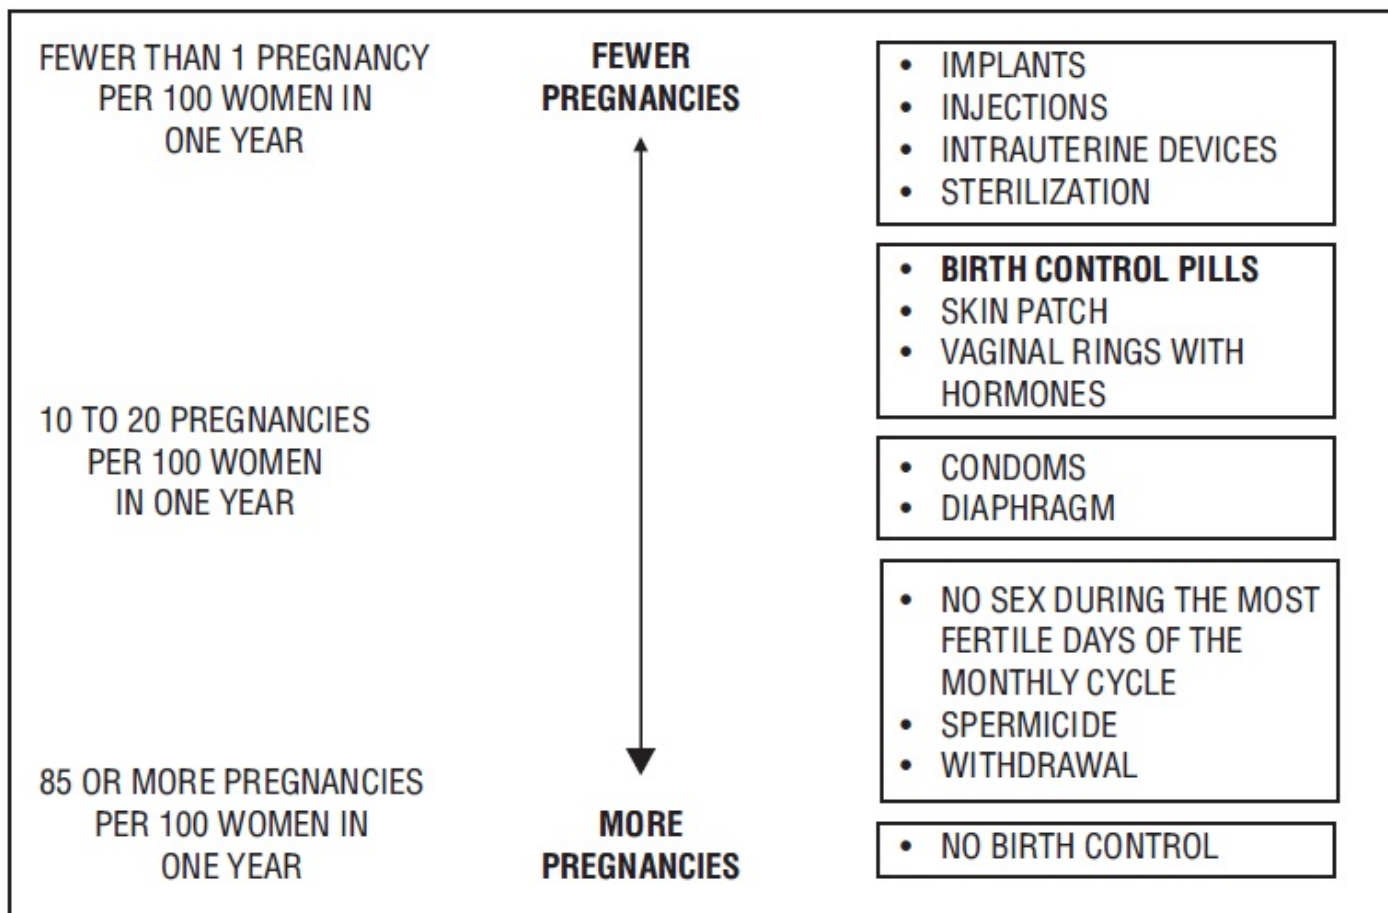 FEWER THAN 1 PREGNANCY
PER 100 WOMEN IN
ONE YEAR
10 TO 20 PREGNANCIES
PER 100 WOMEN
IN ONE YEAR
85 OR MORE PREGNANCIES
PER 100 WOMEN IN
ONE YEAR
FEWER
PREGNANCIES
MORE
PREGNANCIES
• IMPLANTS
• INJECTIONS
• INTRAUTERINE DEVICES
• STERILIZATION
• BIRTH CONTROL PILLS
• SKIN PATCH
• VAGINAL RINGS WITH
HORMONES
• CONDOMS
• DIAPHRAGM
• NO SEX DURING THE MOST
FERTILE DAYS OF THE
MONTHLY CYCLE
• SPERMICIDE
• WITHDRAWAL
• NO BIRTH CONTROL